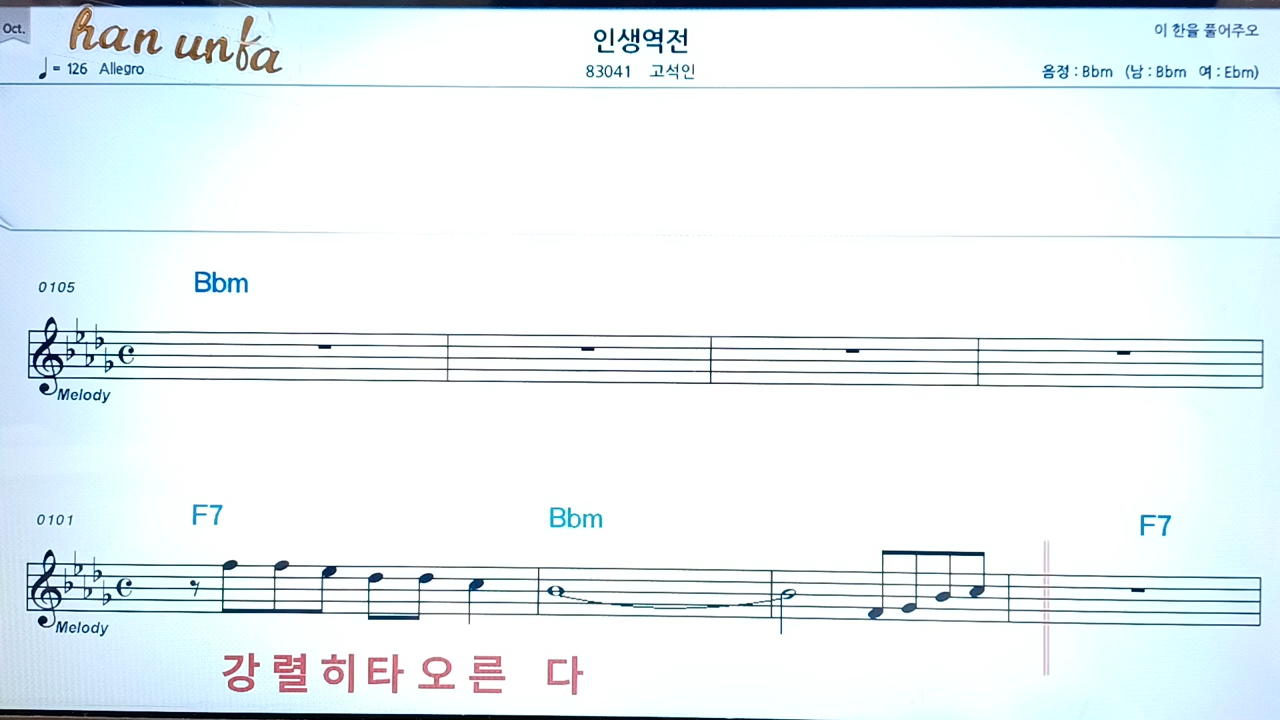 Oct.
han unfa
인생역전
이 한을 풀어주오
♩= 126 Allegro
83041 고석인
음정 : Bbm (남 : Bbm 여 : Ebm)
0105
Bbm
Melody
0101
F7 Bbm F7
Melody
강렬히타오른 다